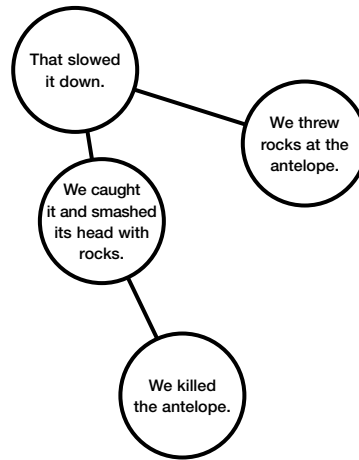 That slowed
it down.
We threw
rocks at the
antelope.
We caught
it and smashed
its head with
rocks.
We killed
the antelope.